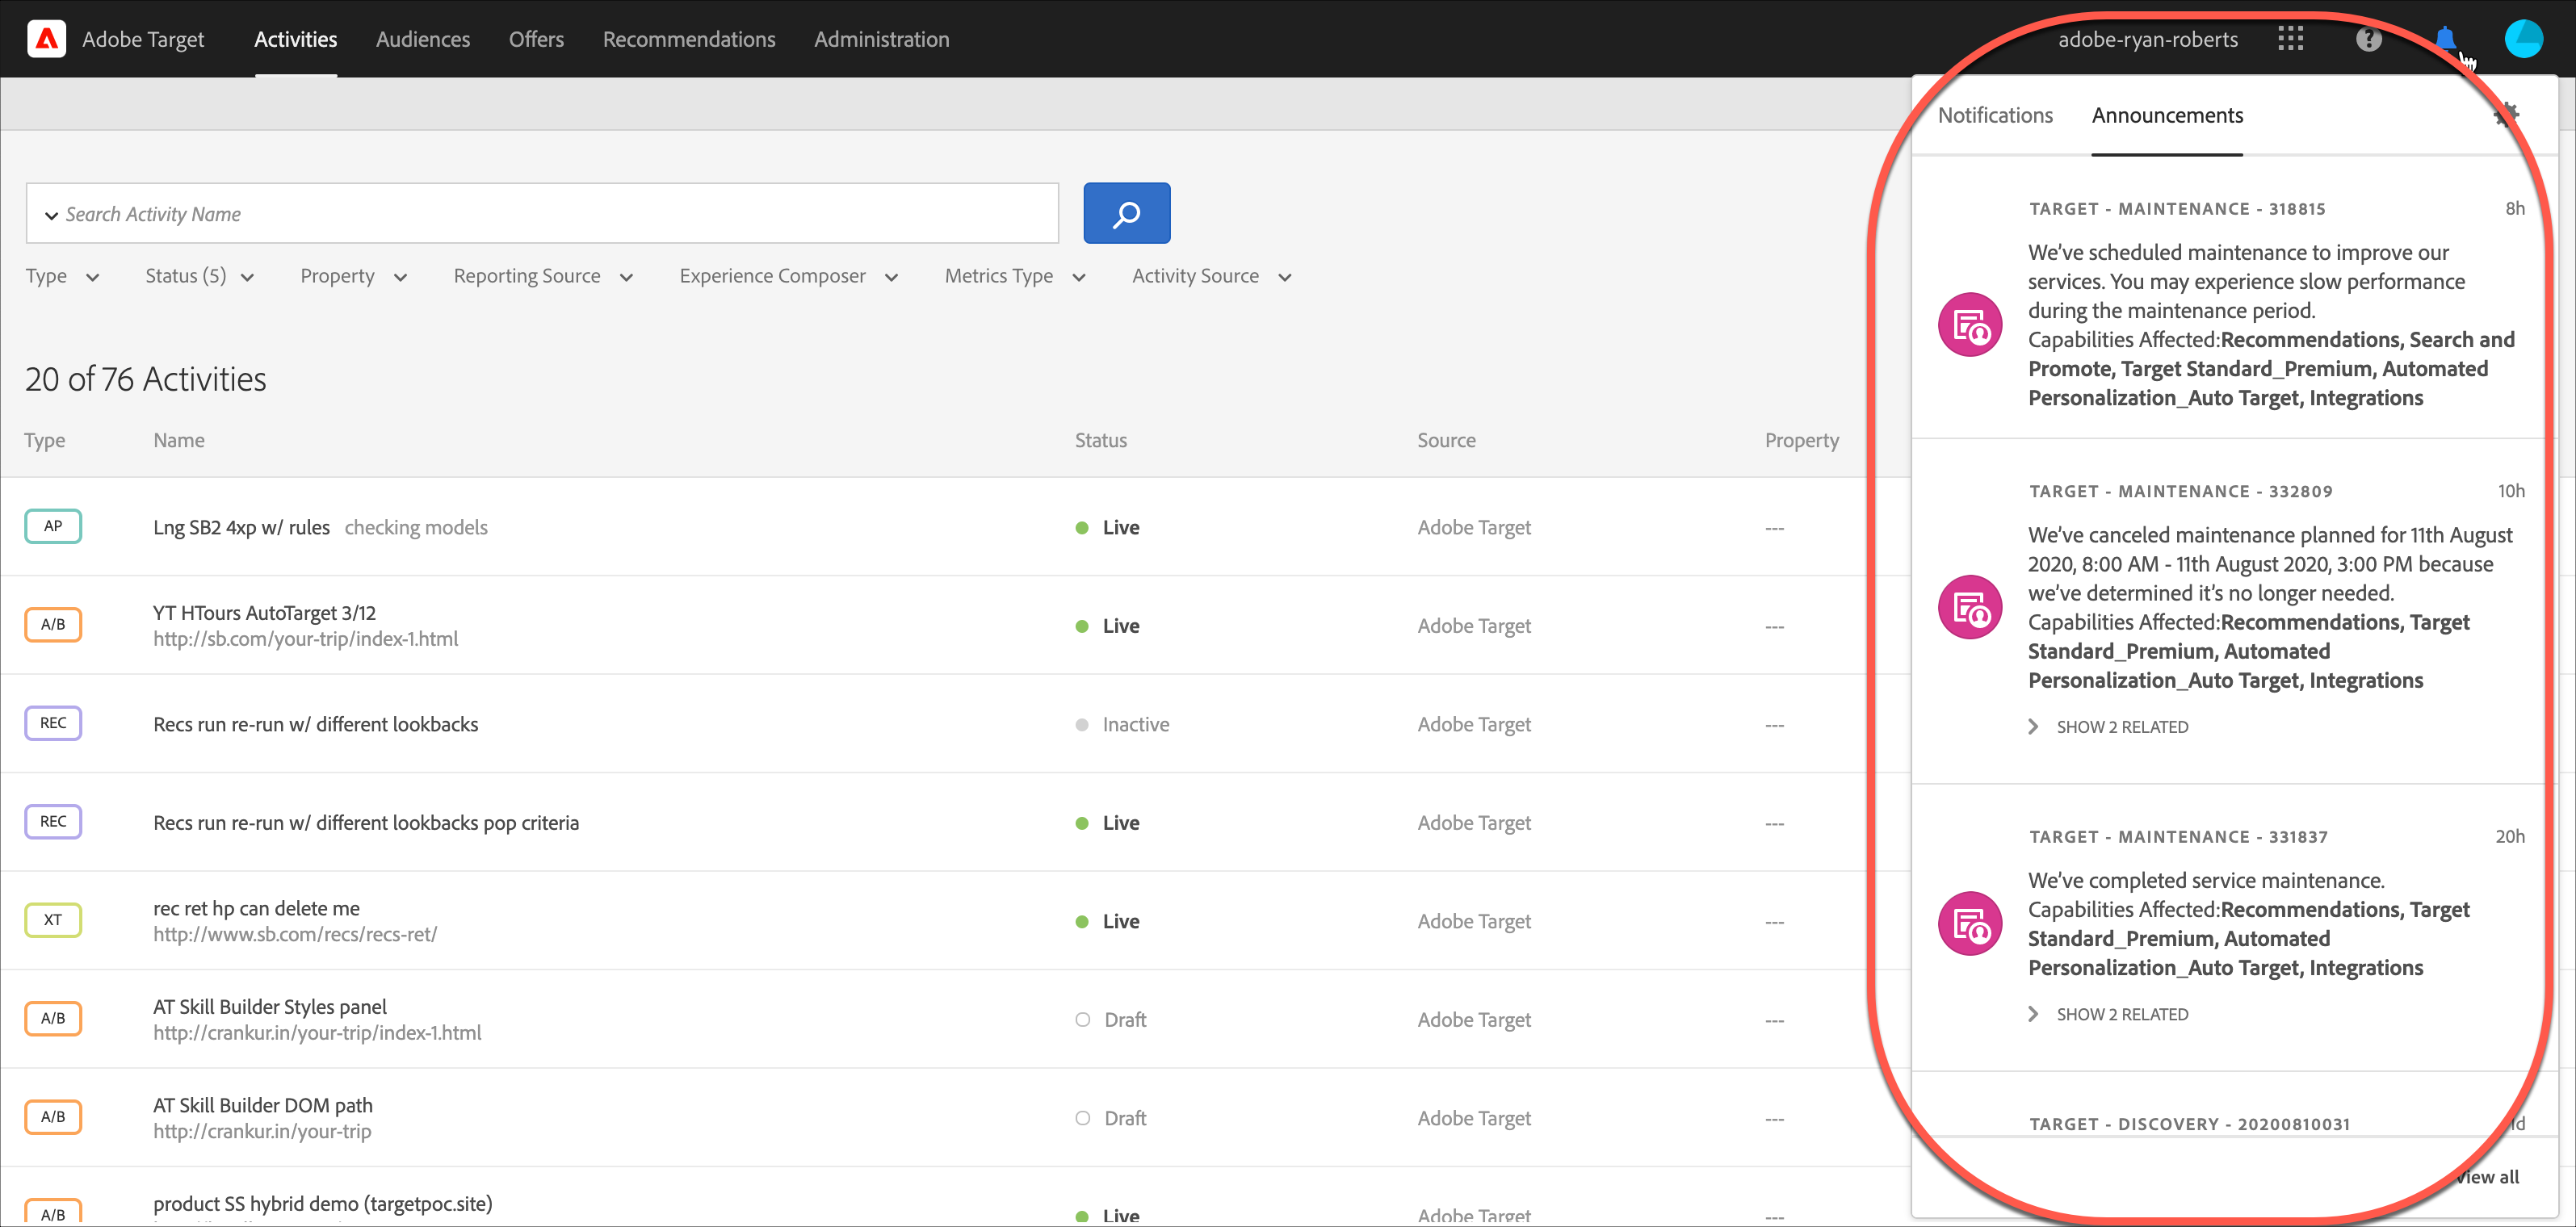 Adobe Target
Activities
Audiences
Offers
Recommendations
Administration
adobe-ryan-roberts
Search Activity Name
Type
Status (5)
Property
Reporting Source
Experience Composer
Metrics Type
Activity Source
20 of 76 Activities
Type Name Status Source Property
AP Lng SB2 4xp w/ rules checking models Live Adobe Target ---
A/B YT HTours AutoTarget 3/12 Live Adobe Target ---
http://sb.com/your-trip/index-1.html
REC Recs run re-run w/ different lookbacks Inactive Adobe Target ---
REC Recs run re-run w/ different lookbacks pop criteria Live Adobe Target ---
XT rec ret hp can delete me Live Adobe Target ---
http://www.sb.com/recs/recs-ret/
A/B AT Skill Builder Styles panel Draft Adobe Target ---
http://crankur.in/your-trip/index-1.html
A/B AT Skill Builder DOM path Draft Adobe Target ---
http://crankur.in/your-trip
A/B product SS hybrid demo (targetpoc.site) Live Adobe Target ---
Notifications Announcements
TARGET - MAINTENANCE - 318815 8h
We've scheduled maintenance to improve our
services. You may experience slow performance
during the maintenance period.
Capabilities Affected:Recommendations, Search and
Promote, Target Standard_Premium, Automated
Personalization_Auto Target, Integrations
TARGET - MAINTENANCE - 332809 10h
We've canceled maintenance planned for 11th August
2020, 8:00 AM - 11th August 2020, 3:00 PM because
we've determined it's no longer needed.
Capabilities Affected:Recommendations, Target
Standard_Premium, Automated
Personalization_Auto Target, Integrations
SHOW 2 RELATED
TARGET - MAINTENANCE - 331837 20h
We've completed service maintenance.
Capabilities Affected:Recommendations, Target
Standard_Premium, Automated
Personalization_Auto Target, Integrations
SHOW 2 RELATED
TARGET - DISCOVERY - 20200810031 1d
View all